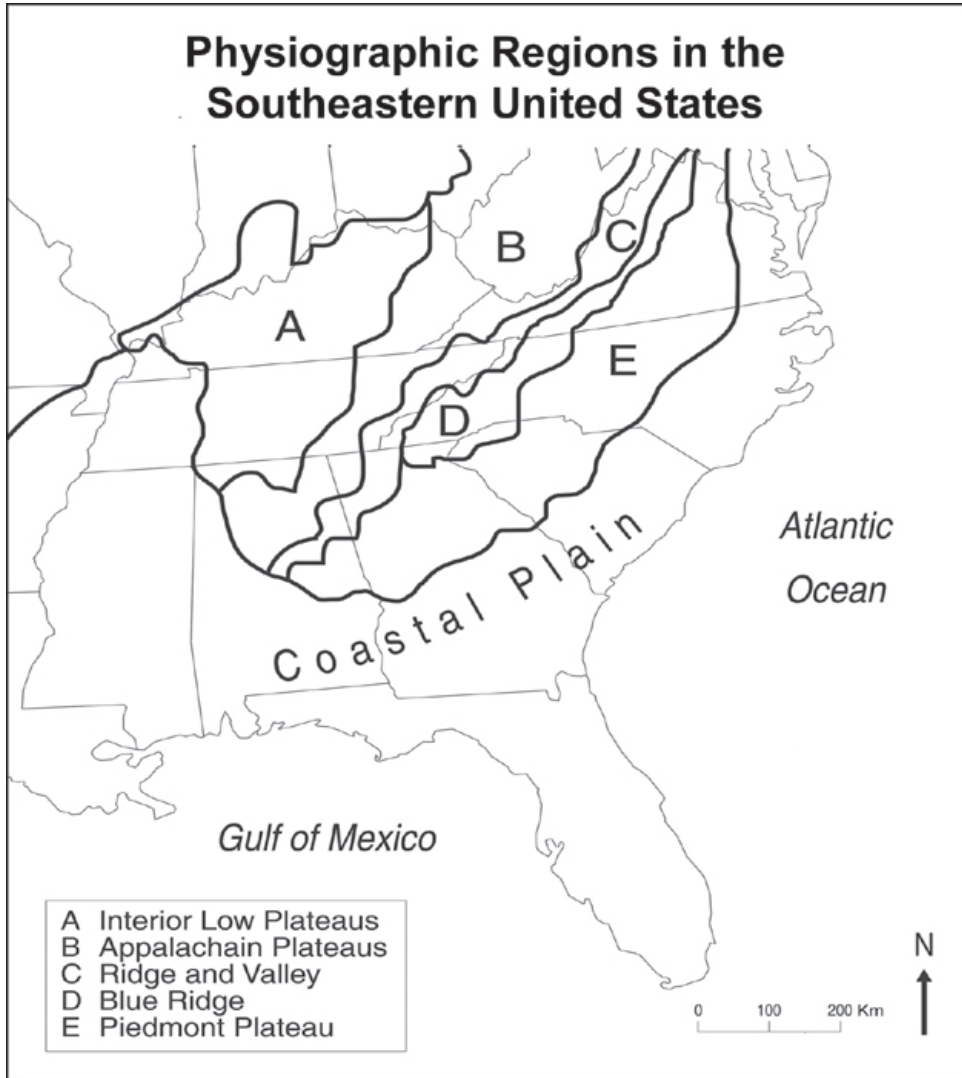 Physiographic Regions in the
Southeastern United States
B
C
A
E
D
Atlantic
Ocean
Coastal Plain
Gulf of Mexico
A Interior Low Plateaus
B Appalachain Plateaus
C Ridge and Valley
D Blue Ridge
E Piedmont Plateau
N
0 100 200 Km